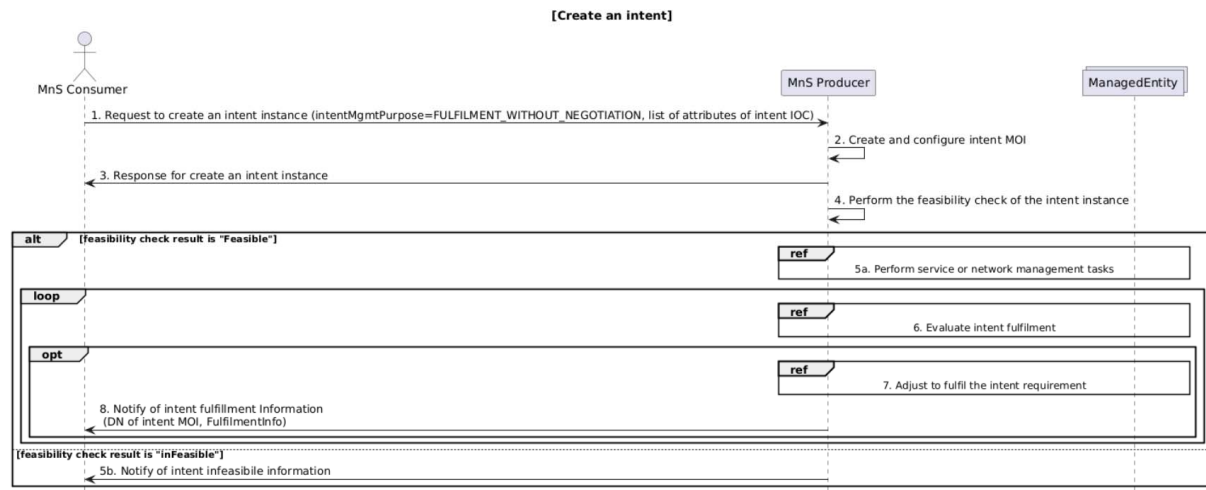 [Create an intent]
MnS Consumer
MnS Producer
ManagedEntity
1. Request to create an intent instance (intentMgmtPurpose=FULFILMENT_WITHOUT_NEGOTIATION, list of attributes of intent IOC)
2. Create and configure intent MOI
3. Response for create an intent instance
4. Perform the feasibility check of the intent instance
alt
[feasibility check result is "Feasible"]
ref
5a. Perform service or network management tasks
loop
ref
6. Evaluate intent fulfilment
opt
ref
7. Adjust to fulfil the intent requirement
8. Notify of intent fulfillment Information
(DN of intent MOI, FulfilmentInfo)
[feasibility check result is "inFeasible"]
5b. Notify of intent infeasibile information